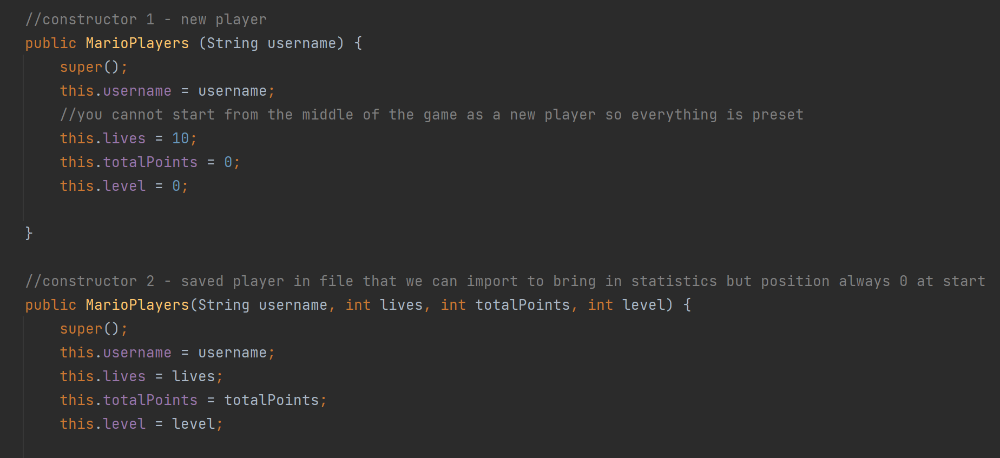 //constructor 1 - new player
public MarioPlayers (String username) {
    super();
    this.username = username;
    //you cannot start from the middle of the game as a new player so everything is preset
    this.lives = 10;
    this.totalPoints = 0;
    this.level = 0;
}
//constructor 2 - saved player in file that we can import to bring in statistics but position always 0 at start
public MarioPlayers(String username, int lives, int totalPoints, int level) {
    super();
    this.username = username;
    this.lives = lives;
    this.totalPoints = totalPoints;
    this.level = level;